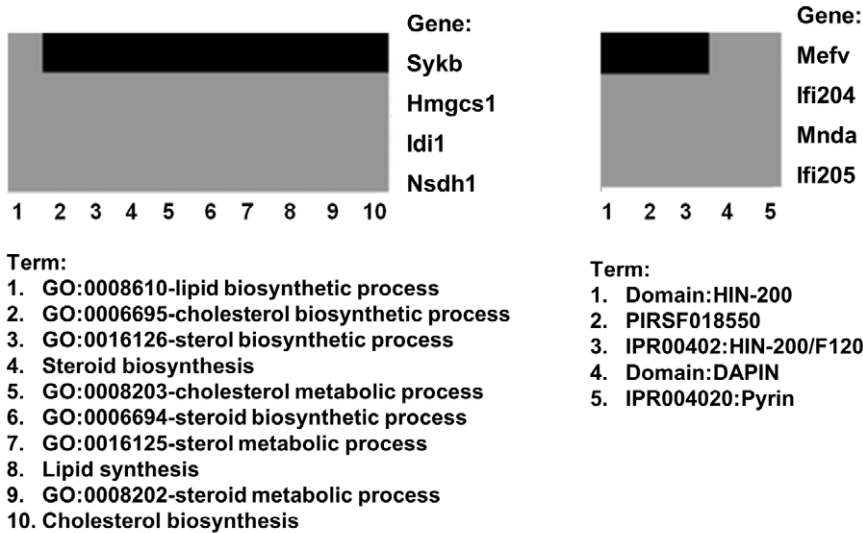 Gene:
Sykb
Hmgcs1
Idi1
Nsdh1
1 2 3 4 5 6 7 8 9 10
Term:
1. GO:0008610-lipid biosynthetic process
2. GO:0006695-cholesterol biosynthetic process
3. GO:0016126-sterol biosynthetic process
4. Steroid biosynthesis
5. GO:0008203-cholesterol metabolic process
6. GO:0006694-steroid biosynthetic process
7. GO:0016125-sterol metabolic process
8. Lipid synthesis
9. GO:0008202-steroid metabolic process
10. Cholesterol biosynthesis
Gene:
Mefv
Ifi204
Mnda
Ifi205
1 2 3 4 5
Term:
1. Domain:HIN-200
2. PIRSF018550
3. IPR00402:HIN-200/F120
4. Domain:DAPIN
5. IPR004020:Pyrin